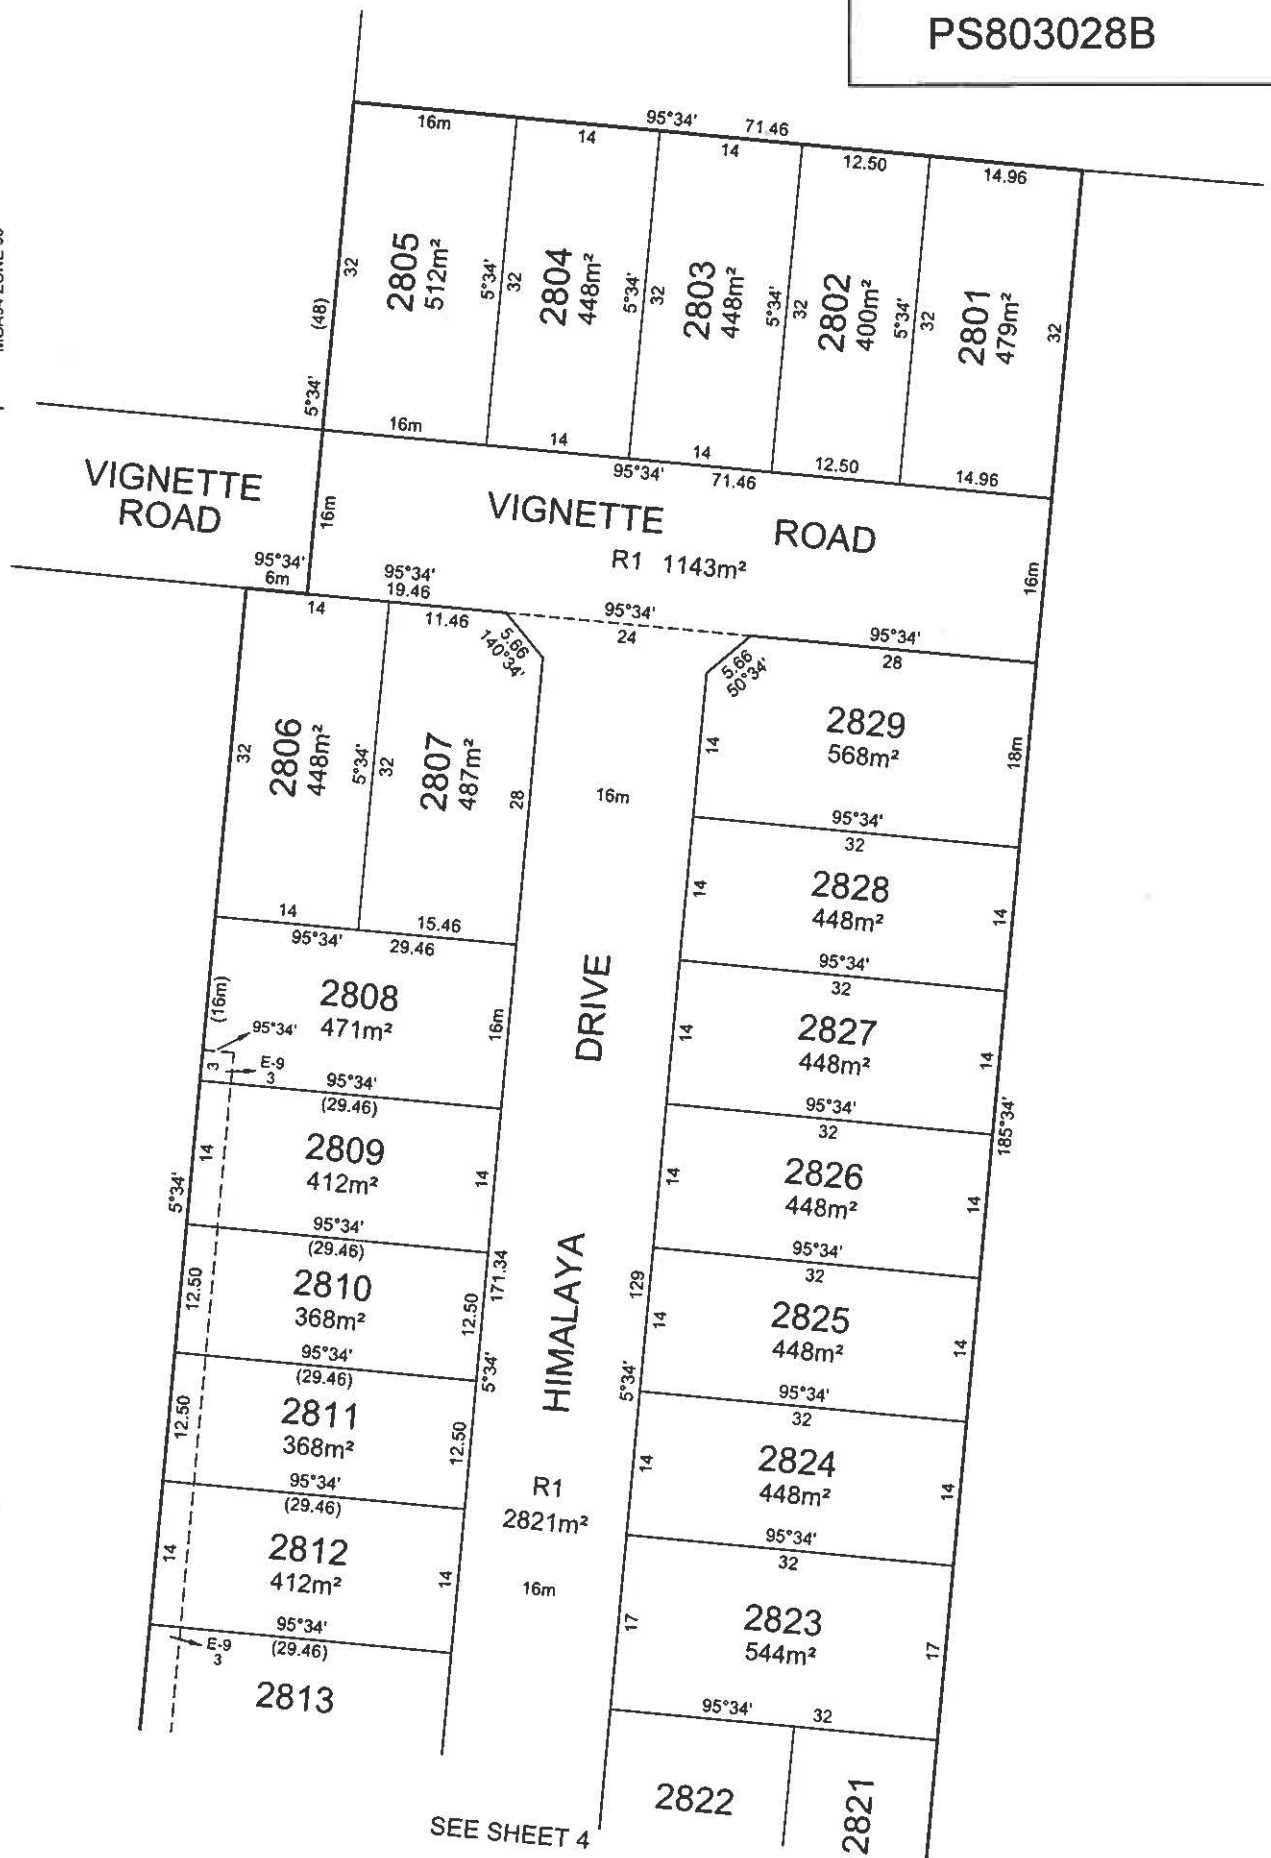 PS803028B
95°34' 71.46
16m 14 14 12.50 14.96
2805
512m²
2804
448m²
2803
448m²
2802
400m²
2801
479m²
32
(48)
5°34'
5°34'
32
5°34'
32
5°34'
32
5°34'
32
32
16m 14 14 12.50 14.96
95°34' 71.46
VIGNETTE
ROAD
16m
VIGNETTE ROAD
R1 1143m²
16m
95°34'
6m
95°34'
19.46
14 11.46
95°34'
24
95°34'
28
5.66
140°34'
5.66
50°34'
2806
448m²
32
5°34'
32
2807
487m²
28
16m
14
2829
568m²
18m
95°34'
32
14
2828
448m²
14
95°34'
32
14 15.46
95°34' 29.46
(16m)
2808
471m²
16m
95°34'
3
E-9
3
95°34'
(29.46)
14
2827
448m²
14
95°34'
32
185°34'
DRIVE
14
2809
412m²
14
5°34'
95°34'
(29.46)
14
2826
448m²
14
95°34'
32
12.50
2810
368m²
12.50
171.34
95°34'
(29.46)
5°34'
HIMALAYA
129
5°34'
14
2825
448m²
14
95°34'
32
12.50
2811
368m²
12.50
95°34'
(29.46)
R1
2821m²
14
2824
448m²
14
95°34'
32
14
2812
412m²
14
16m
95°34'
(29.46)
E-9
3
2813
17
2823
544m²
17
95°34' 32
2822
2821
SEE SHEET 4